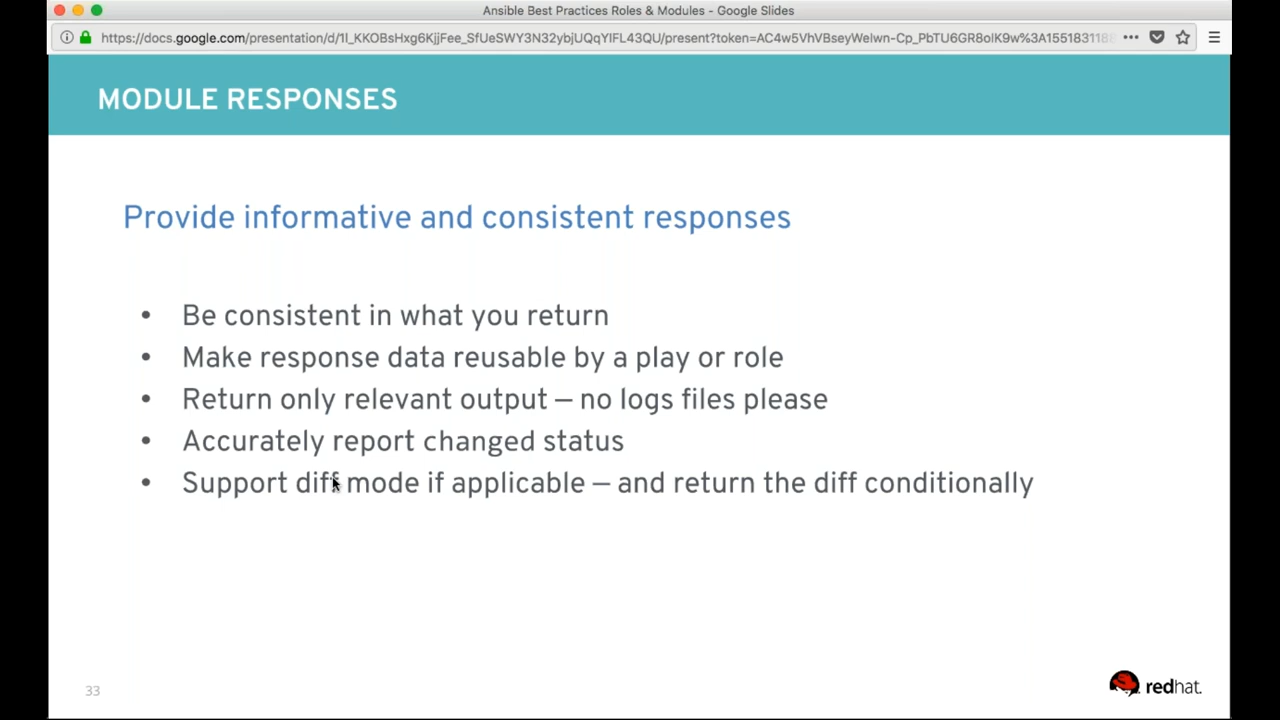 Ansible Best Practices Roles & Modules - Google Slides
MODULE RESPONSES
Provide informative and consistent responses
• Be consistent in what you return
• Make response data reusable by a play or role
• Return only relevant output — no logs files please
• Accurately report changed status
• Support diff mode if applicable — and return the diff conditionally
33
redhat.